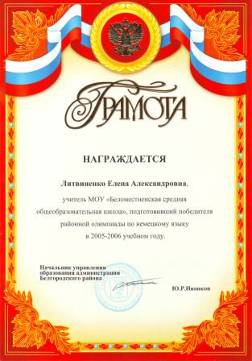 ГРАМОТА
НАГРАЖДАЕТСЯ
Литвиненко Елена Александровна,
учитель МОУ «Беломестненская средняя
общеобразовательная школа», подготовивший победителя
районной олимпиады по немецкому языку
в 2005-2006 учебном году.
Начальник управления
образования администрации
Белгородского района